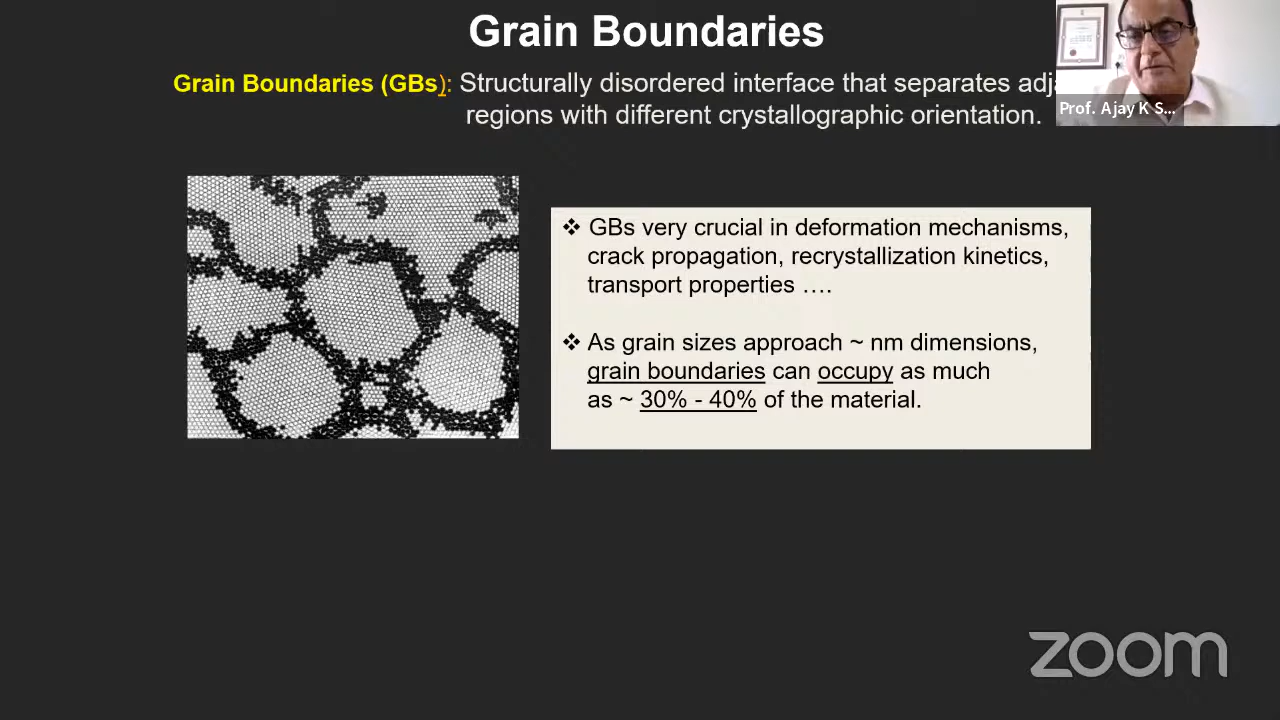 Grain Boundaries
Grain Boundaries (GBs): Structurally disordered interface that separates
regions with different crystallographic orientation.
Prof. Ajay K S...
❖ GBs very crucial in deformation mechanisms,
crack propagation, recrystallization kinetics,
transport properties ....
❖ As grain sizes approach ~ nm dimensions,
grain boundaries can occupy as much
as ~ 30% - 40% of the material.
zoom